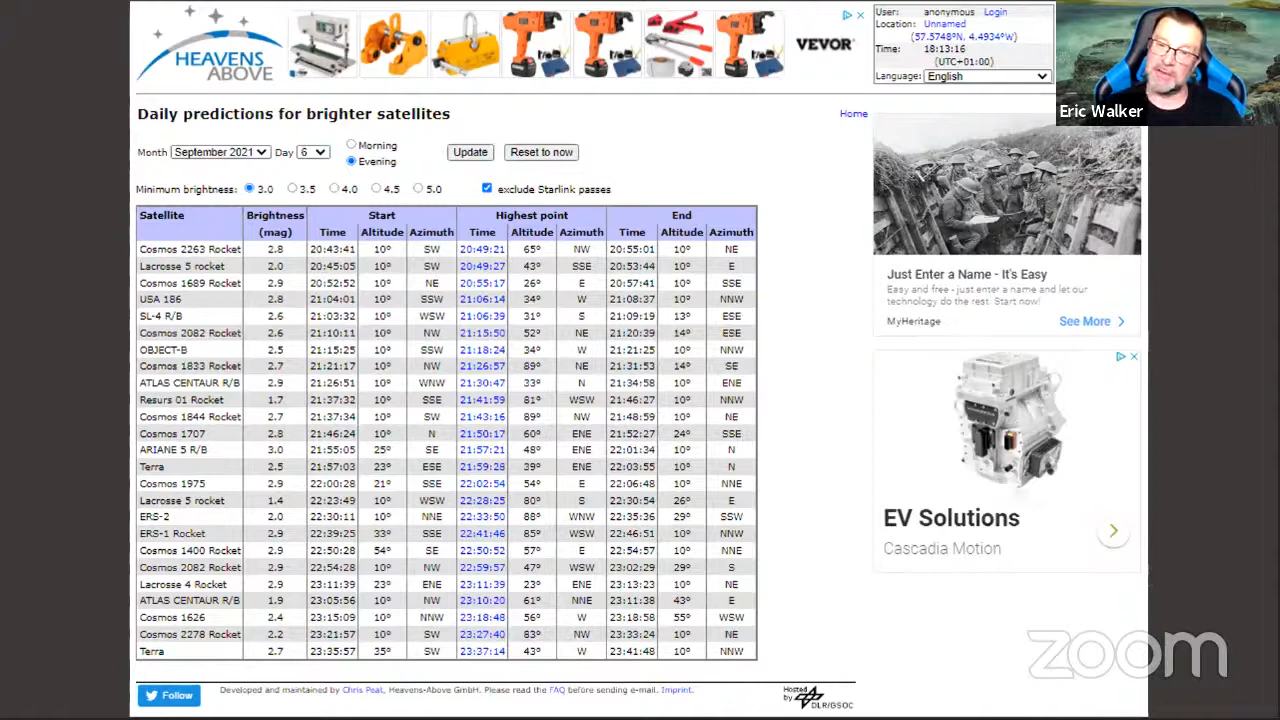 HEAVENS
ABOVE
VEVOR
User: anonymous Login
Location: Unnamed
(57.5748°N, 4.4934°W)
Time: 18:13:16
(UTC+01:00)
Language: English
Eric Walker
Daily predictions for brighter satellites
Home
Month September 2021 Day 6 Morning
Evening
Update Reset to now
Minimum brightness: 3.0 3.5 4.0 4.5 5.0 exclude Starlink passes
Satellite Brightness Start Highest point End
(mag) Time Altitude Azimuth Time Altitude Azimuth Time Altitude Azimuth
Cosmos 2263 Rocket 2.8 20:43:41 10° SW 20:49:21 65° NW 20:55:01 10° NE
Lacrosse 5 rocket 2.0 20:45:05 10° SW 20:49:27 43° SSE 20:53:44 10° E
Cosmos 1689 Rocket 2.9 20:52:52 10° NE 20:55:17 26° E 20:57:41 10° SSE
USA 186 2.8 21:04:01 10° SSW 21:06:14 34° W 21:08:37 10° NNW
SL-4 R/B 2.6 21:03:32 10° WSW 21:06:39 31° S 21:09:19 13° ESE
Cosmos 2082 Rocket 2.6 21:10:11 10° NW 21:15:50 52° NE 21:20:39 14° ESE
OBJECT-B 2.5 21:15:25 10° SSW 21:18:24 34° W 21:21:25 10° NNW
Cosmos 1833 Rocket 2.7 21:21:17 10° NW 21:26:57 89° NE 21:31:53 14° SE
ATLAS CENTAUR R/B 2.9 21:26:51 10° WNW 21:30:47 33° N 21:34:58 10° ENE
Resurs 01 Rocket 1.7 21:37:32 10° SSE 21:41:59 81° WSW 21:46:27 10° NNW
Cosmos 1844 Rocket 2.7 21:37:34 10° SW 21:43:16 89° NW 21:48:59 10° NE
Cosmos 1707 2.8 21:46:24 10° N 21:50:17 60° ENE 21:52:27 24° SSE
ARIANE 5 R/B 3.0 21:55:05 25° SE 21:57:21 48° ENE 22:01:34 10° N
Terra 2.5 21:57:03 23° ESE 21:59:28 39° ENE 22:03:55 10° N
Cosmos 1975 2.9 22:00:28 21° SSE 22:02:54 54° E 22:06:48 10° NNE
Lacrosse 5 rocket 1.4 22:23:49 10° WSW 22:28:25 80° S 22:30:54 26° E
ERS-2 2.0 22:30:11 10° NNE 22:33:50 88° WNW 22:35:36 29° SSW
ERS-1 Rocket 2.9 22:39:25 33° SSE 22:41:46 85° WSW 22:46:51 10° NNW
Cosmos 1400 Rocket 2.9 22:50:28 54° SE 22:50:52 57° E 22:54:57 10° NNE
Cosmos 2082 Rocket 2.9 22:54:28 10° NW 22:59:57 47° WSW 23:02:29 29° S
Lacrosse 4 Rocket 2.9 23:11:39 23° ENE 23:11:39 23° ENE 23:13:23 10° NE
ATLAS CENTAUR R/B 1.9 23:05:56 10° NW 23:10:20 61° NNE 23:11:38 43° E
Cosmos 1626 2.4 23:15:09 10° NNW 23:18:48 56° W 23:18:58 55° WSW
Cosmos 2278 Rocket 2.2 23:21:57 10° SW 23:27:40 83° NW 23:33:24 10° NE
Terra 2.7 23:35:57 35° SW 23:37:14 43° W 23:41:48 10° NNW
Just Enter a Name - It's Easy
Easy and free - just enter a name and let our
technology do the rest. Start now!
MyHeritage See More
EV Solutions
Cascadia Motion
zoom
Follow
Developed and maintained by Chris Peat, Heavens-Above GmbH. Please read the FAQ before sending e-mail. Imprint.
Hosted
by DLR/GSOC